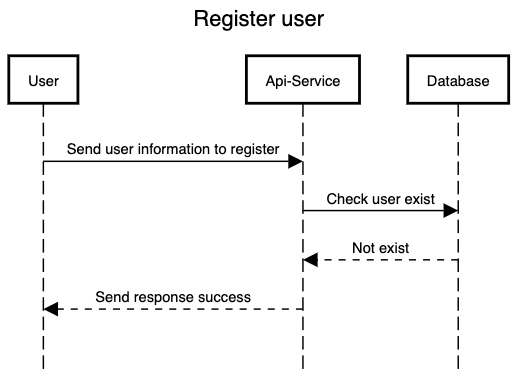 Register user
User
Api-Service
Database
Send user information to register
Check user exist
Not exist
Send response success